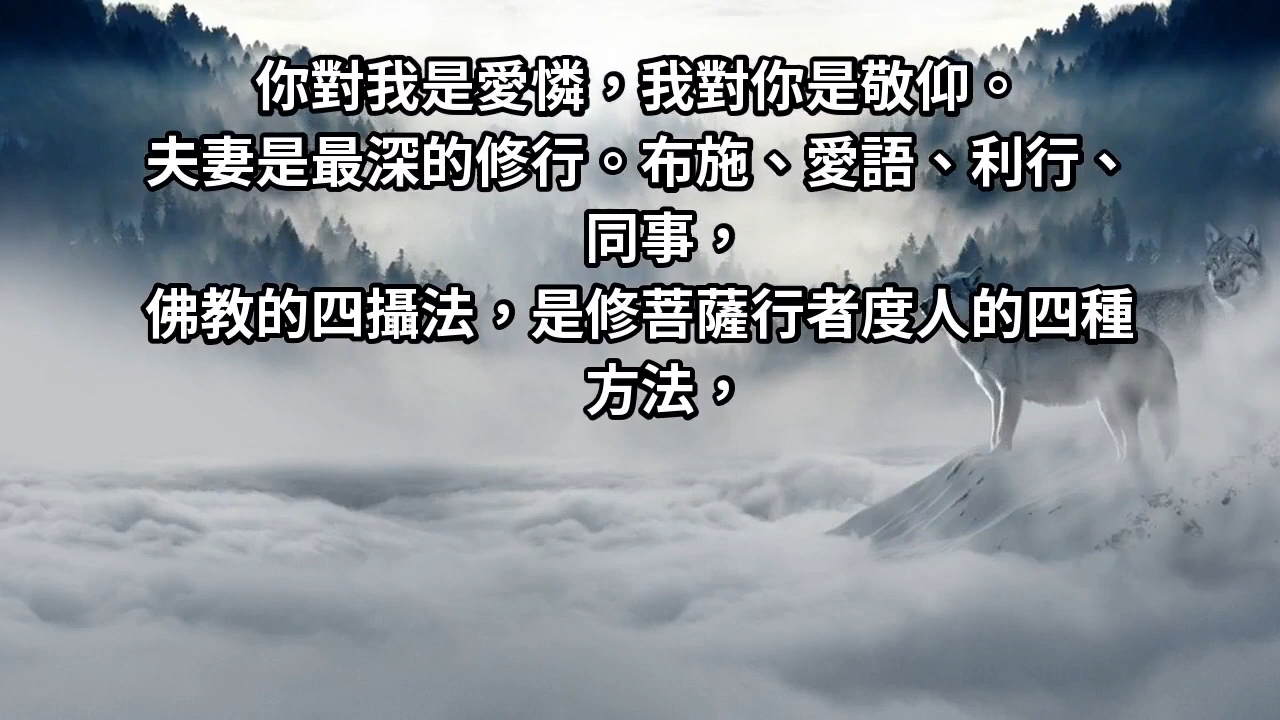 你對我是愛憐，我對你是敬仰。
夫妻是最深的修行。布施、愛語、利行、
同事，
佛教的四攝法，是修菩薩行者度人的四種
方法，